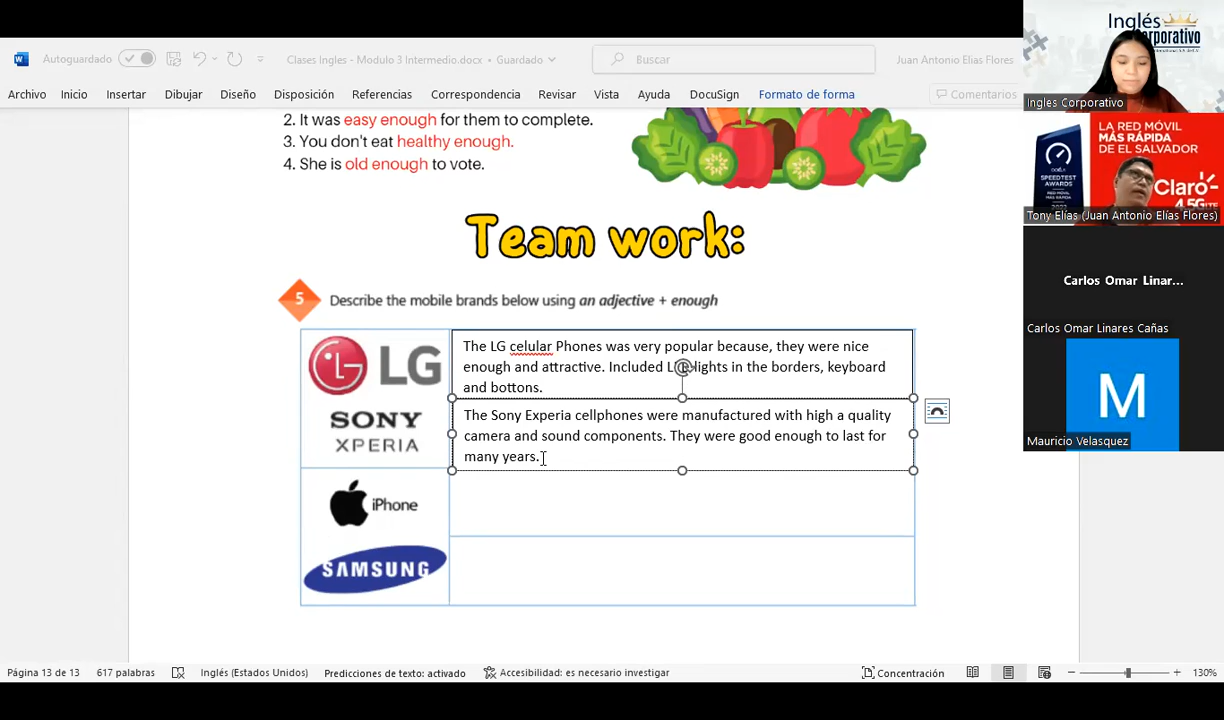 Autoguardado
Clases Ingles - Modulo 3 Intermedio.docx • Guardado
Buscar
Juan Antonio Elias Flores
Archivo Inicio Insertar Dibujar Diseño Disposición Referencias Correspondencia Revisar Vista Ayuda DocuSign Formato de forma Comentarios
2. It was easy enough for them to complete.
3. You don't eat healthy enough.
4. She is old enough to vote.
Team work:
5 Describe the mobile brands below using an adjective + enough
LG
The LG celular Phones was very popular because, they were nice
enough and attractive. Included lights in the borders, keyboard
and bottons.
SONY
XPERIA
The Sony Experia cellphones were manufactured with high a quality
camera and sound components. They were good enough to last for
many years.
iPhone
SAMSUNG
Página 13 de 13 617 palabras Inglés (Estados Unidos) Predicciones de texto: activado Accesibilidad: es necesario investigar Concentración 130%
Inglés
Corporativo
Ingles Corporativo
SPEEDTEST
AWARDS
LA RED MÓVIL
MÁS RÁPIDA
DE EL SALVADOR
Claro
4.5G
Tony Elías (Juan Antonio Elías Flores)
Carlos Omar Linar...
Carlos Omar Linares Cañas
M
Mauricio Velasquez